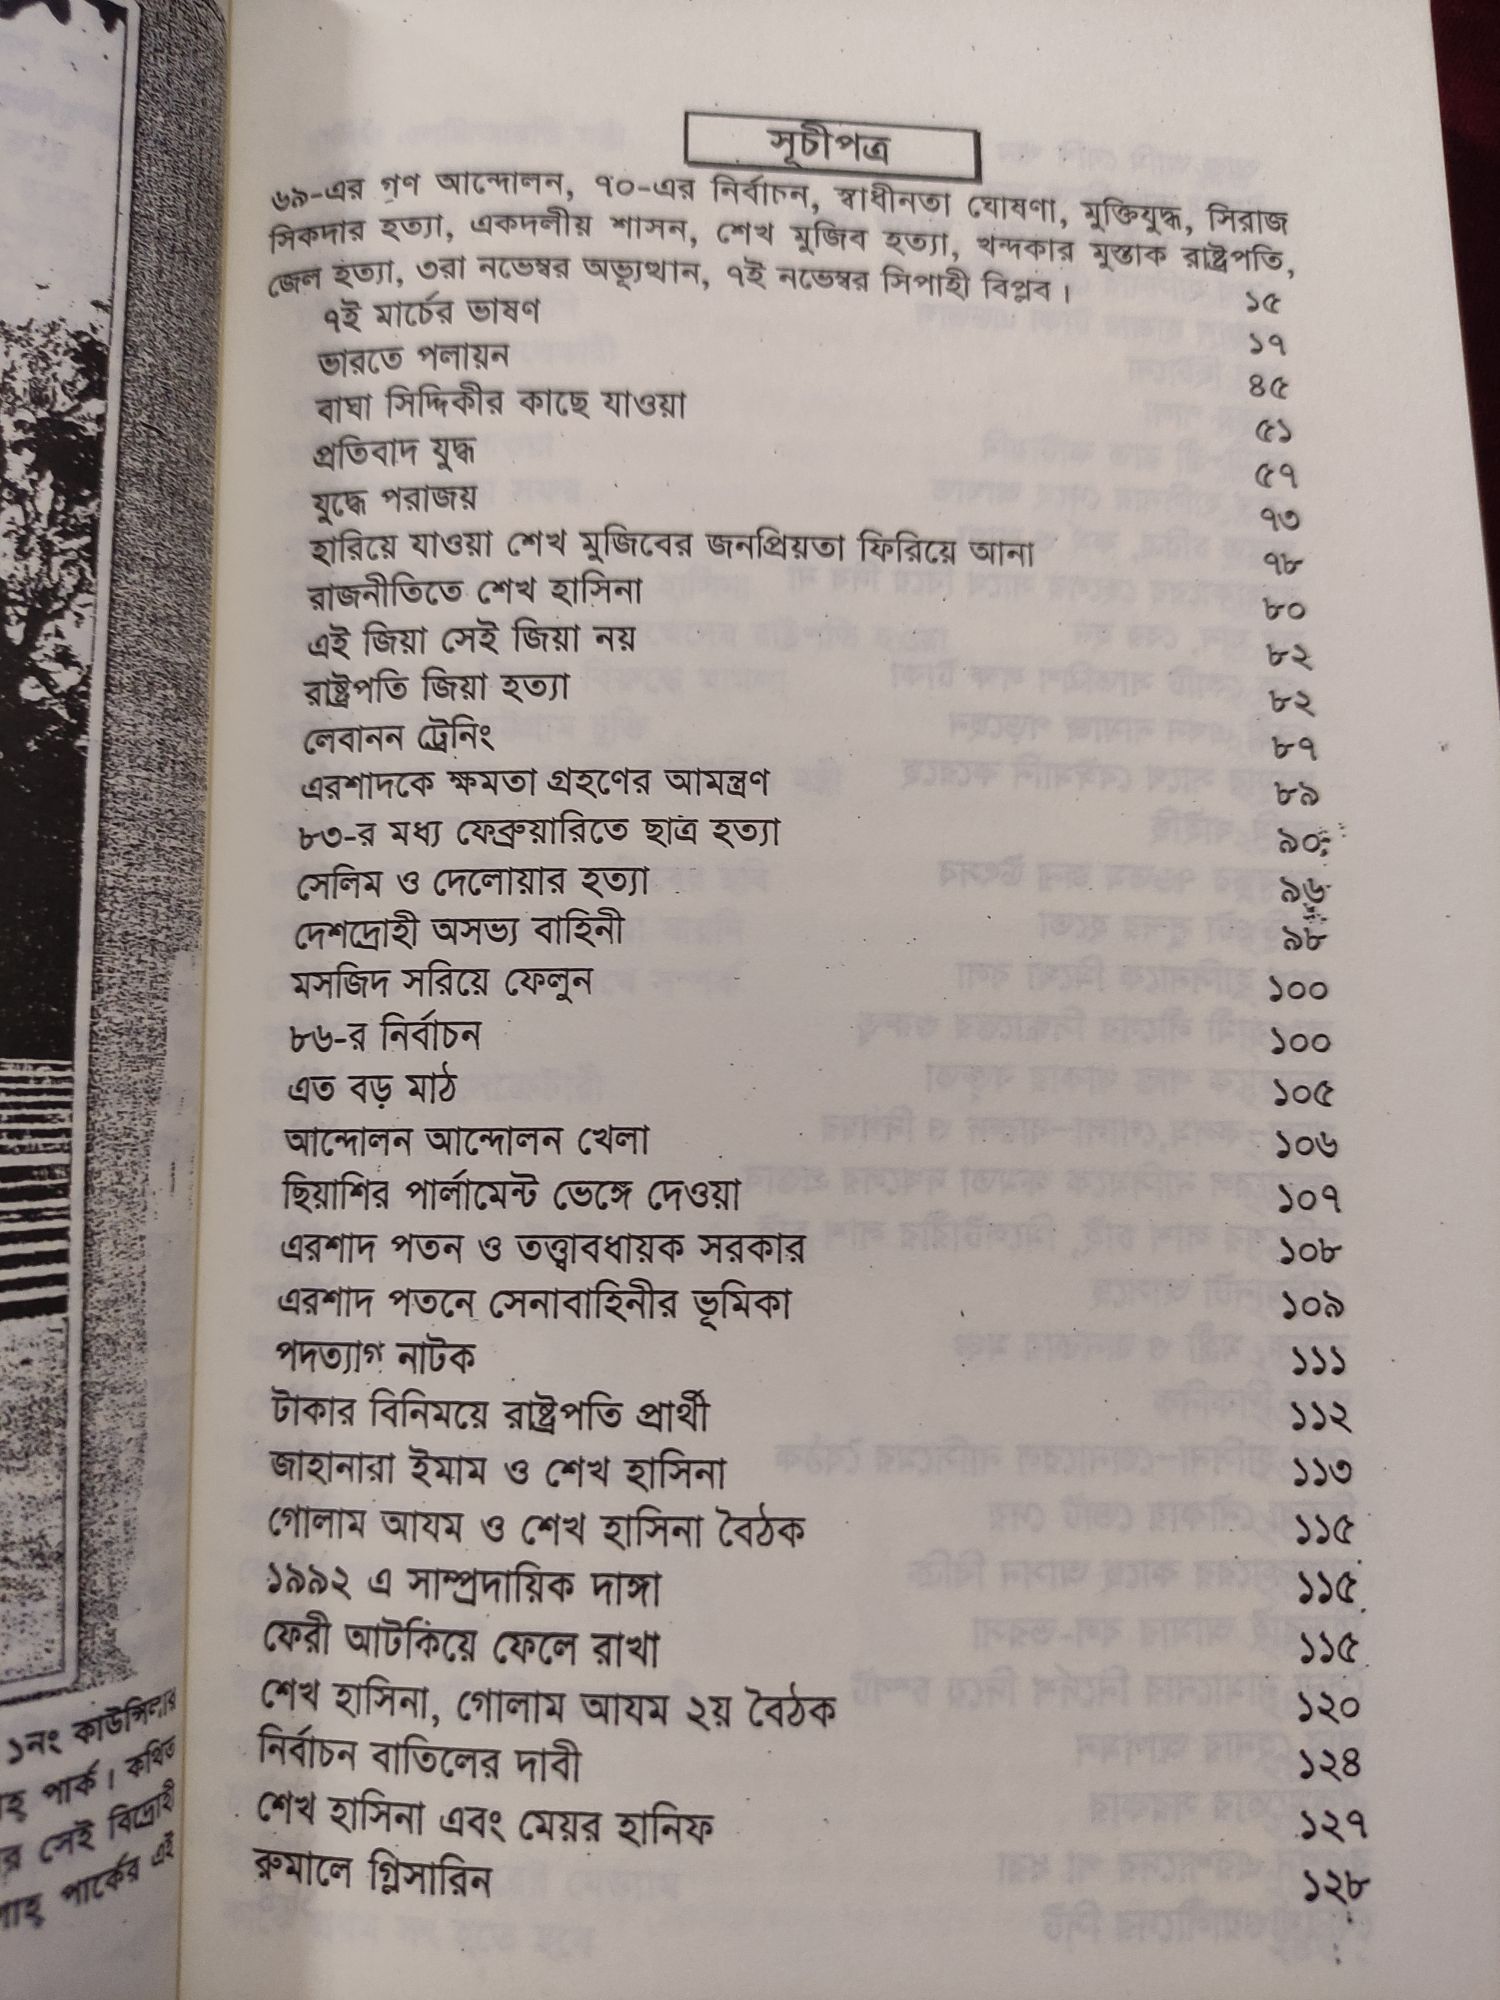 ১নং কাউন্সিলার
পার্ক। কথিত
সেই বিদ্রোহী
পার্কের এই
সূচীপত্র
৬৯-এর গণ আন্দোলন, ৭০-এর নির্বাচন, স্বাধীনতা ঘোষণা, মুক্তিযুদ্ধ, সিরাজ
সিকদার হত্যা, একদলীয় শাসন, শেখ মুজিব হত্যা, খন্দকার মুস্তাক রাষ্ট্রপতি,
জেল হত্যা, ৩রা নভেম্বর অভ্যূত্থান, ৭ই নভেম্বর সিপাহী বিপ্লব। ১৫
৭ই মার্চের ভাষণ ১৭
ভারতে পলায়ন ৪৫
বাঘা সিদ্দিকীর কাছে যাওয়া ৫১
প্রতিবাদ যুদ্ধ ৫৭
যুদ্ধে পরাজয় ৭৩
হারিয়ে যাওয়া শেখ মুজিবের জনপ্রিয়তা ফিরিয়ে আনা ৭৮
রাজনীতিতে শেখ হাসিনা ৮০
এই জিয়া সেই জিয়া নয় ৮২
রাষ্ট্রপতি জিয়া হত্যা ৮২
লেবানন ট্রেনিং ৮৭
এরশাদকে ক্ষমতা গ্রহণের আমন্ত্রণ ৮৯
৮৩-র মধ্য ফেব্রুয়ারিতে ছাত্র হত্যা ৯০
সেলিম ও দেলোয়ার হত্যা ৯৬
দেশদ্রোহী অসভ্য বাহিনী ৯৮
মসজিদ সরিয়ে ফেলুন ১০০
৮৬-র নির্বাচন ১০০
এত বড় মাঠ ১০৫
আন্দোলন আন্দোলন খেলা ১০৬
ছিয়াশির পার্লামেন্ট ভেঙ্গে দেওয়া ১০৭
এরশাদ পতন ও তত্ত্বাবধায়ক সরকার ১০৮
এরশাদ পতনে সেনাবাহিনীর ভূমিকা ১০৯
পদত্যাগ নাটক ১১১
টাকার বিনিময়ে রাষ্ট্রপতি প্রার্থী ১১২
জাহানারা ইমাম ও শেখ হাসিনা ১১৩
গোলাম আযম ও শেখ হাসিনা বৈঠক ১১৫
১৯৯২ এ সাম্প্রদায়িক দাঙ্গা ১১৫
ফেরী আটকিয়ে ফেলে রাখা ১১৫
শেখ হাসিনা, গোলাম আযম ২য় বৈঠক ১২০
নির্বাচন বাতিলের দাবী ১২৪
শেখ হাসিনা এবং মেয়র হানিফ ১২৭
রুমালে গ্লিসারিন ১২৮